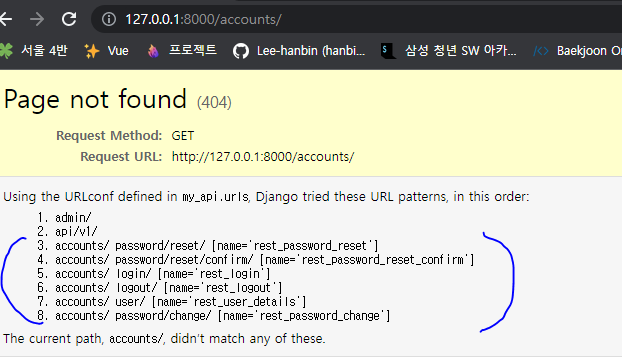 127.0.0.1:8000/accounts/
서울 4반 Vue 프로젝트 Lee-hanbin (hanbi... 삼성 청년 SW 아카... Baekjoon On
Page not found (404)
Request Method: GET
Request URL: http://127.0.0.1:8000/accounts/
Using the URLconf defined in my_api.urls, Django tried these URL patterns, in this order:
1. admin/
2. api/v1/
3. accounts/ password/reset/ [name='rest_password_reset']
4. accounts/ password/reset/confirm/ [name='rest_password_reset_confirm']
5. accounts/ login/ [name='rest_login']
6. accounts/ logout/ [name='rest_logout']
7. accounts/ user/ [name='rest_user_details']
8. accounts/ password/change/ [name='rest_password_change']
The current path, accounts/, didn't match any of these.